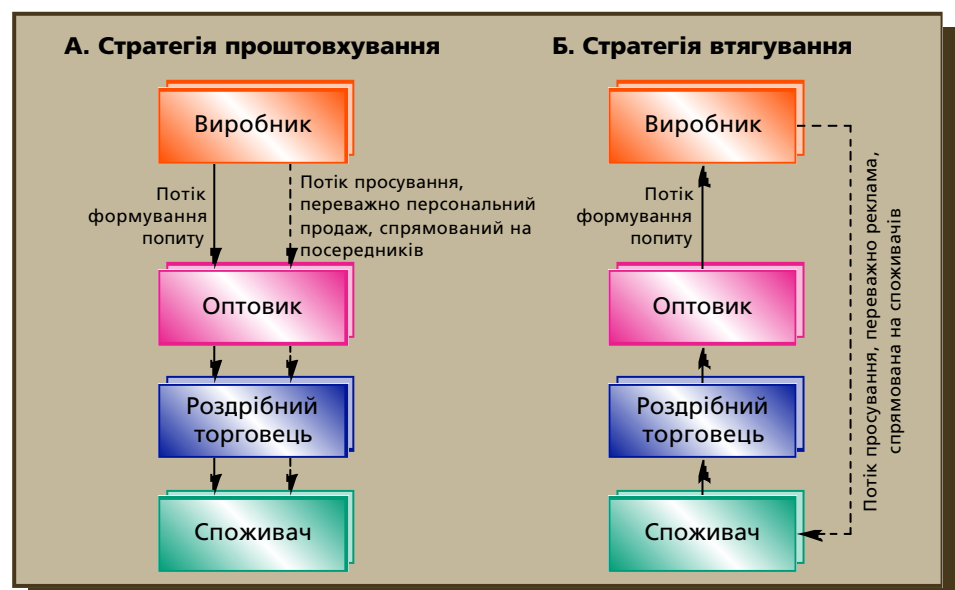 А. Стратегія проштовхування
Виробник
Потік
формування
попиту
Потік просування,
переважно персональний
продаж, спрямований на
посередників
Оптовик
Роздрібний
торговець
Споживач
Б. Стратегія втягування
Виробник
Потік
формування
попиту
Оптовик
Роздрібний
торговець
Споживач
Потік просування, переважно реклама,
спрямована на споживачів